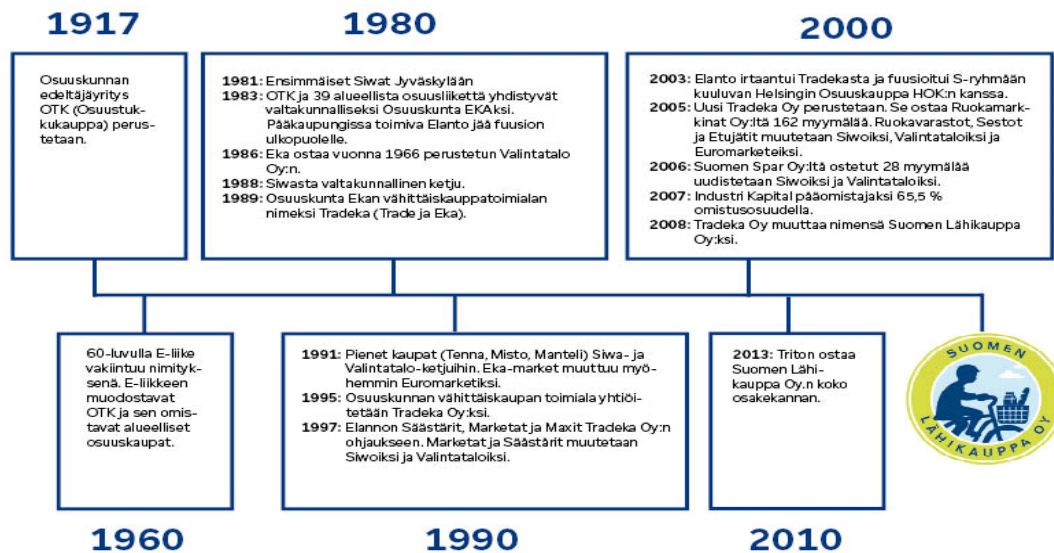 1917
1980
2000
Osuuskunnan
edeltäjäyritys
OTK (Osuustuk-
kukauppa) perus-
tetaan.
1981: Ensimmäiset Siwat Jyväskylään
1983: OTK ja 39 alueellista osuusliikettä yhdistyvät
valtakunnalliseksi Osuuskunta EKAksi.
Pääkaupungissa toimiva Elanto jää fuusion
ulkopuolelle.
1986: Eka ostaa vuonna 1966 perustetun Valintatalo
Oy:n.
1988: Siwasta valtakunnallinen ketju.
1989: Osuuskunta Ekan vähittäiskauppatoimialan
nimeksi Tradeka (Trade ja Eka).
2003: Elanto irtaantui Tradekasta ja fuusioitui S-ryhmään
kuuluvan Helsingin Osuuskauppa HOK:n kanssa.
2005: Uusi Tradeka Oy perustetaan. Se ostaa Ruokamark-
kinat Oy:ltä 162 myymälää. Ruokavarastot, Sestot
ja Etujätit muutetaan Siwoiksi, Valintataloiksi ja
Euromarketeiksi.
2006: Suomen Spar Oy:ltä ostetut 28 myymälää
uudistetaan Siwoiksi ja Valintataloiksi.
2007: Industri Kapital pääomistajaksi 65,5 %
omistusosuudella.
2008: Tradeka Oy muuttaa nimensä Suomen Lähikauppa
Oy:ksi.
60-luvulla E-liike
vakiintuu nimityk-
senä. E-liikkeen
muodostavat
OTK ja sen omis-
tavat alueelliset
osuuskaupat.
1991: Pienet kaupat (Tenna, Misto, Manteli) Siwa- ja
Valintatalo-ketjuihin. Eka-market muuttuu myö-
hemmin Euromarketiksi.
1995: Osuuskunnan vähittäiskaupan toimiala yhtiöi-
tetään Tradeka Oy:ksi.
1997: Elannon Säästärit, Marketat ja Maxit Tradeka Oy:n
ohjaukseen. Marketat ja Säästärit muutetaan
Siwoiksi ja Valintataloiksi.
2013: Triton ostaa
Suomen Lähi-
kauppa Oy.n koko
osakekannan.
SUOMEN
LÄHIKAUPPA OY
1960
1990
2010